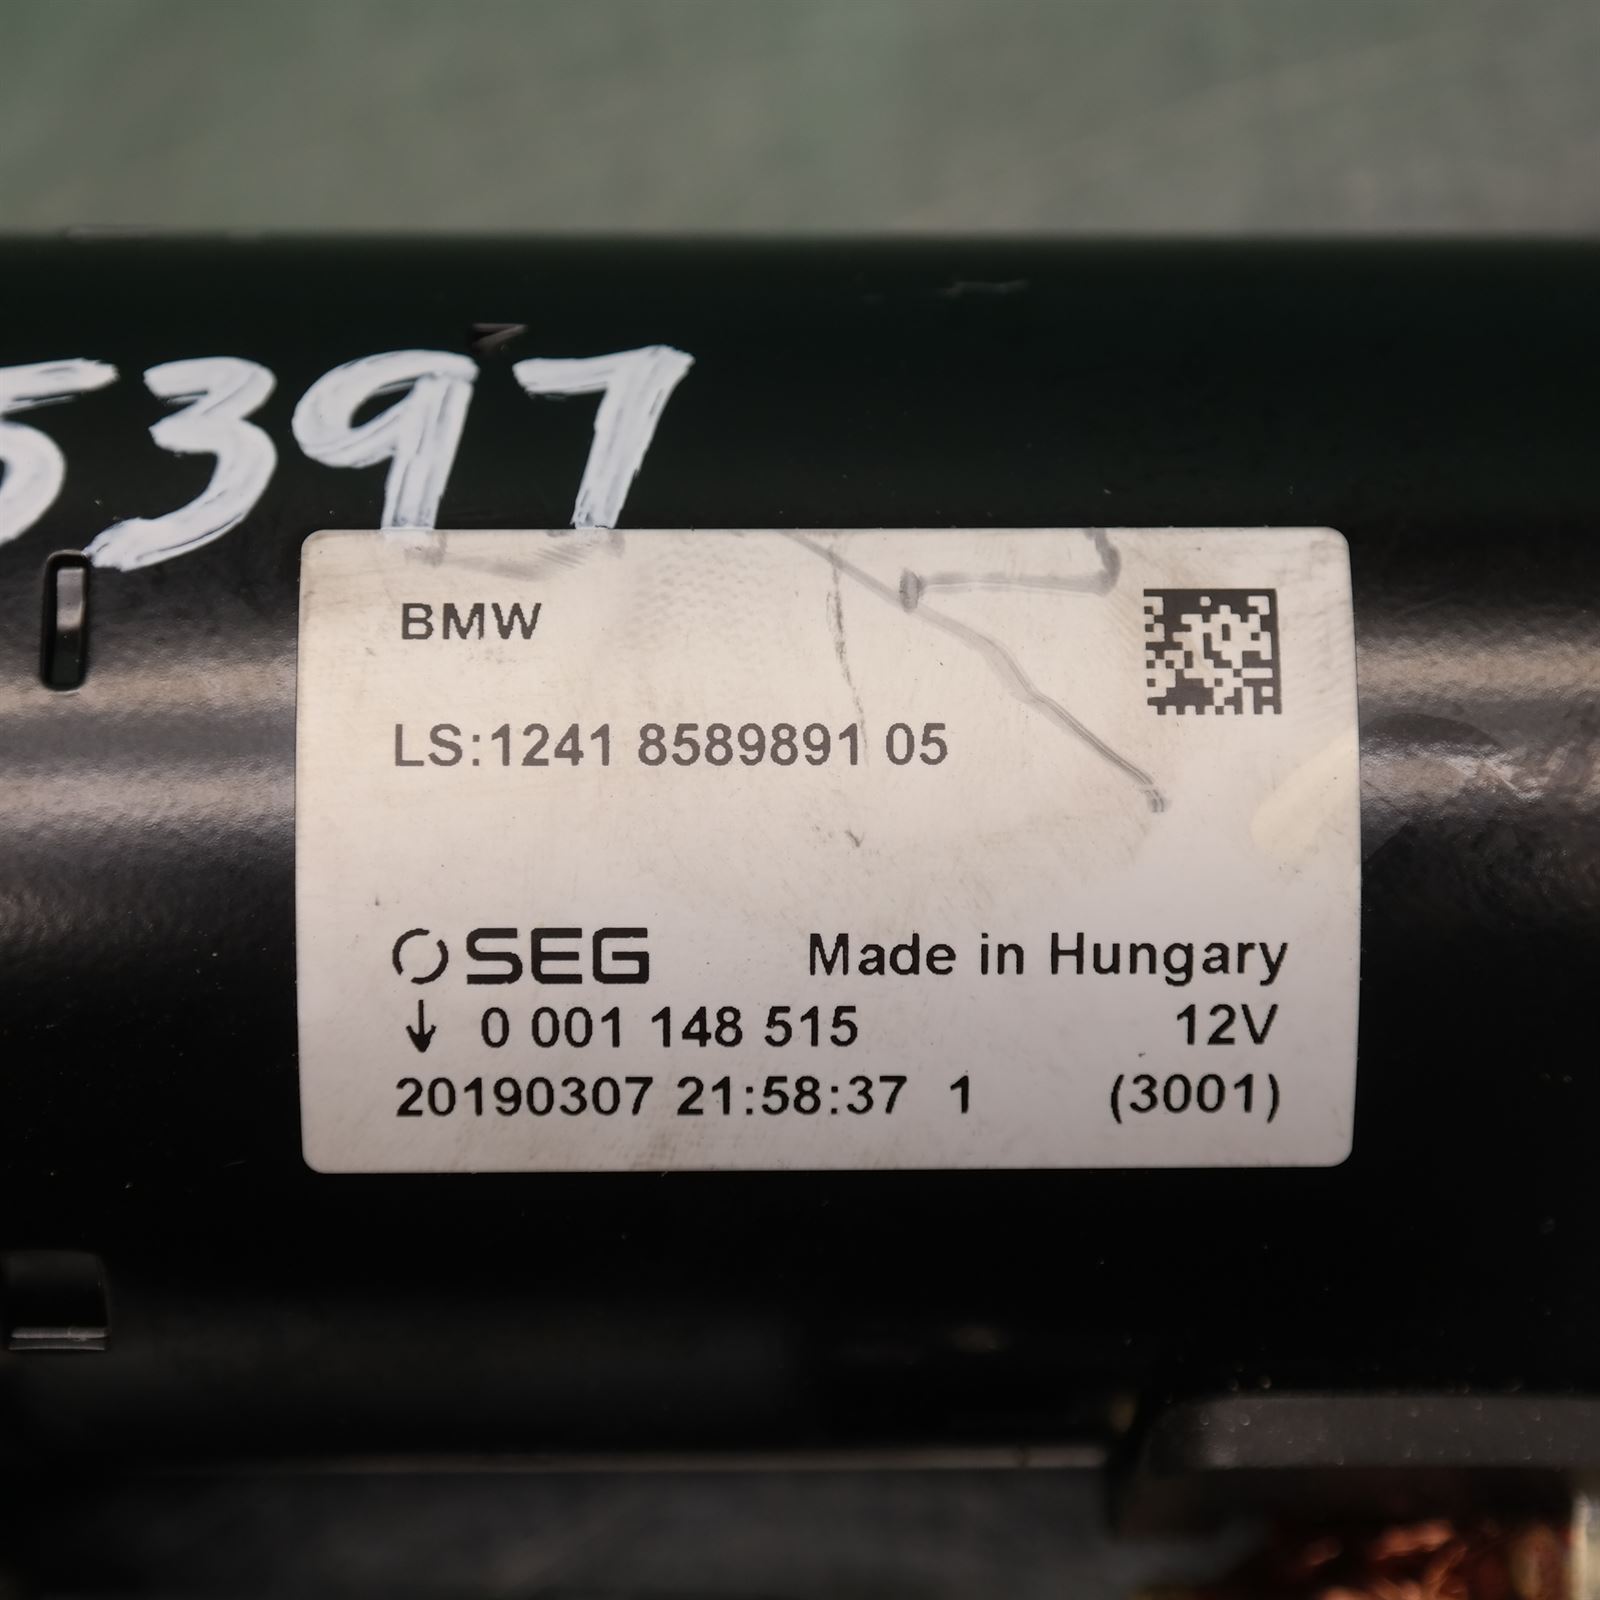 5397
BMW
LS:1241 8589891 05
SEG Made in Hungary
↓ 0 001 148 515 12V
20190307 21:58:37 1 (3001)